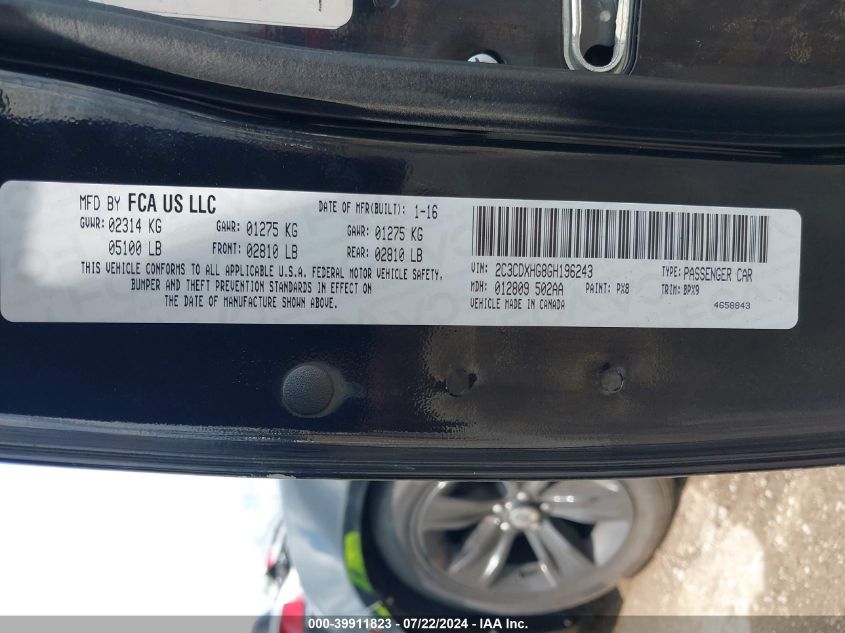 MFD BY FCA US LLC
DATE OF MFR(BUILT): 1-16
GVWR: 02314 KG
GAWR: 01275 KG
GAWR: 01275 KG
05100 LB
FRONT: 02810 LB
REAR: 02810 LB
THIS VEHICLE CONFORMS TO ALL APPLICABLE U.S.A. FEDERAL MOTOR VEHICLE SAFETY,
BUMPER AND THEFT PREVENTION STANDARDS IN EFFECT ON
THE DATE OF MANUFACTURE SHOWN ABOVE.
VIN: 2C3CDXHG8GH196243
TYPE: PASSENGER CAR
MDH: 012809 502AA
PAINT: PX8
TRIM: BPX9
VEHICLE MADE IN CANADA
4658843
000-39911823 / 07/22/2024 - IAA Inc.